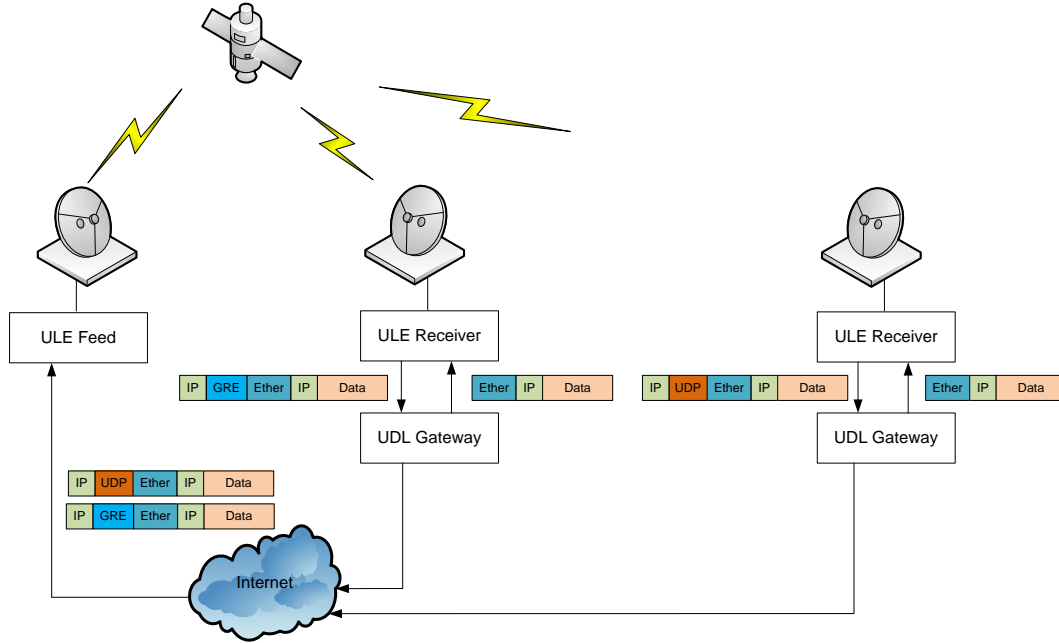 ULE Feed
ULE Receiver
ULE Receiver
IP GRE Ether IP Data
Ether IP Data
IP UDP Ether IP Data
Ether IP Data
UDL Gateway
UDL Gateway
IP UDP Ether IP Data
IP GRE Ether IP Data
Internet